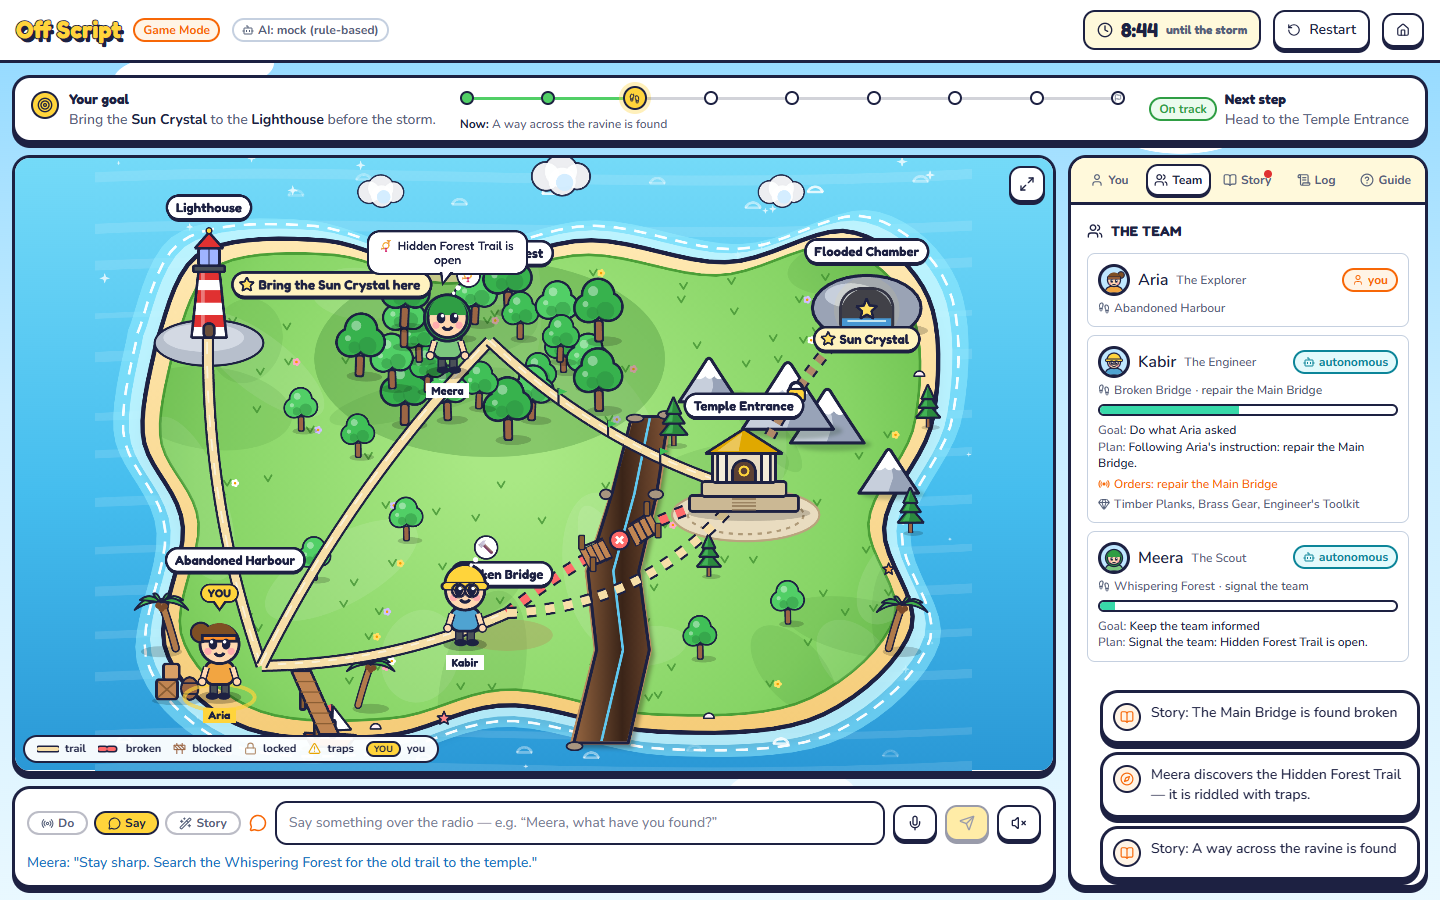 Off Script
Game Mode
AI: mock (rule-based)
8:44 until the storm
Restart
Your goal
Bring the Sun Crystal to the Lighthouse before the storm.
Now: A way across the ravine is found
On track
Next step
Head to the Temple Entrance
Lighthouse
Hidden Forest Trail is
open
est
Bring the Sun Crystal here
Flooded Chamber
Sun Crystal
Meera
Temple Entrance
Abandoned Harbour
ken Bridge
YOU
Kabir
Aria
trail
broken
blocked
locked
traps
YOU
you
Do
Say
Story
Say something over the radio — e.g. “Meera, what have you found?”
Meera: "Stay sharp. Search the Whispering Forest for the old trail to the temple."
You
Team
Story
Log
Guide
THE TEAM
Aria The Explorer
you
Abandoned Harbour
Kabir The Engineer
autonomous
Broken Bridge · repair the Main Bridge
Goal: Do what Aria asked
Plan: Following Aria's instruction: repair the Main
Bridge.
Orders: repair the Main Bridge
Timber Planks, Brass Gear, Engineer's Toolkit
Meera The Scout
autonomous
Whispering Forest · signal the team
Goal: Keep the team informed
Plan: Signal the team: Hidden Forest Trail is open.
Story: The Main Bridge is found broken
Meera discovers the Hidden Forest Trail
— it is riddled with traps.
Story: A way across the ravine is found